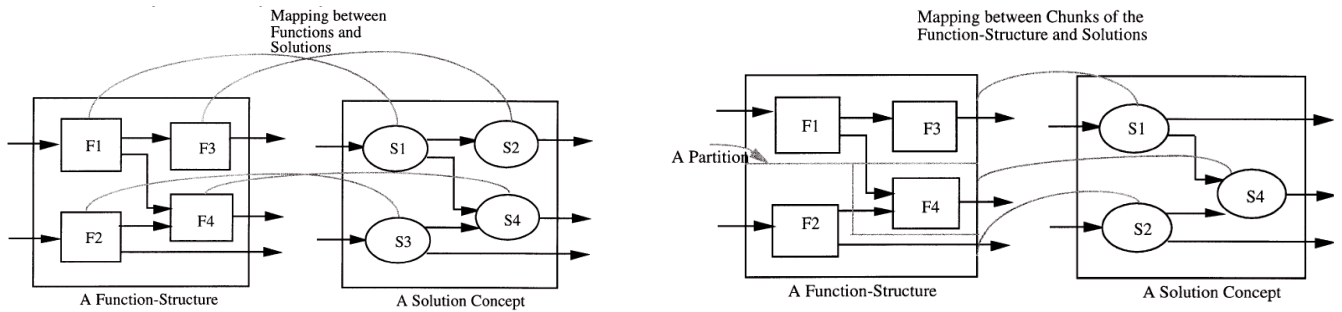 Mapping between
Functions and
Solutions
F1
F3
F2
F4
S1
S2
S3
S4
A Function-Structure
A Solution Concept
Mapping between Chunks of the
Function-Structure and Solutions
A Partition
F1
F3
F2
F4
S1
S4
S2
A Function-Structure
A Solution Concept